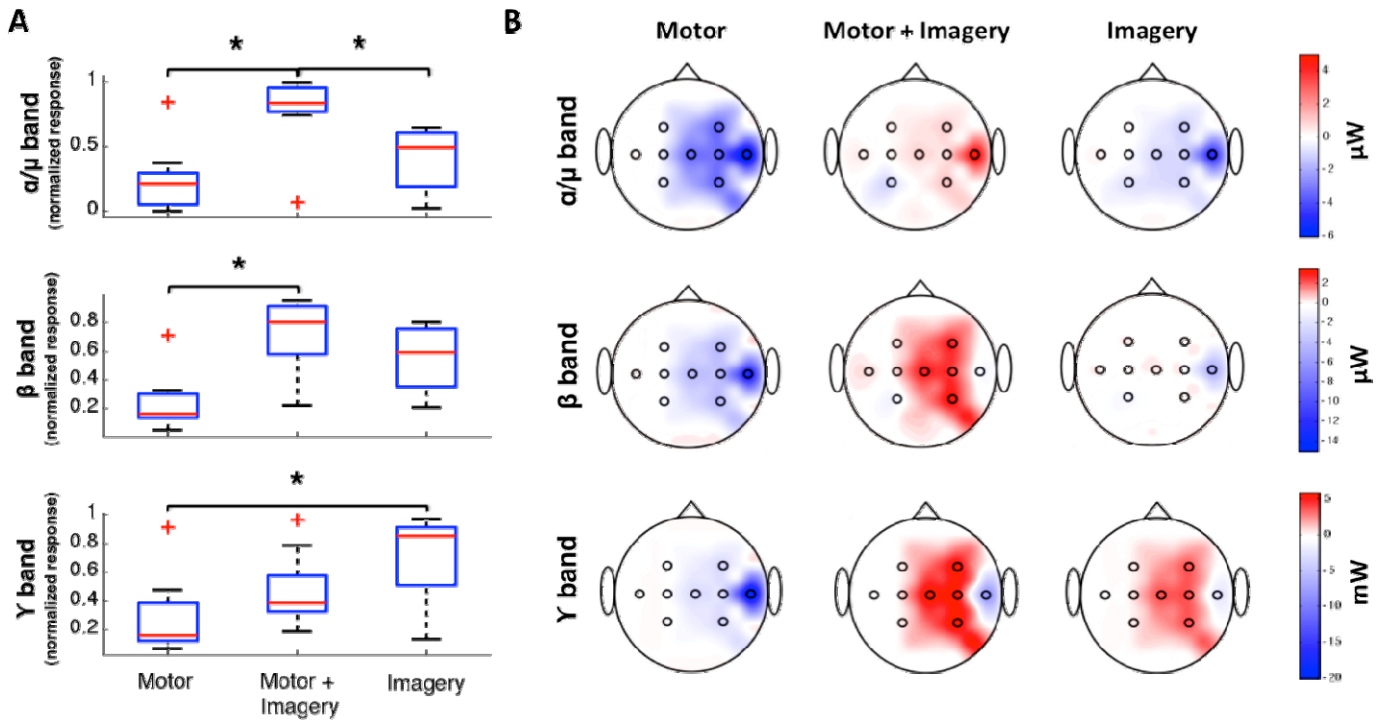 A
*
*
1
0.5
0
α/μ band
(normalized response)
*
0.8
0.6
0.4
0.2
β band
(normalized response)
*
1
0.8
0.6
0.4
0.2
ϒ band
(normalized response)
Motor
Motor +
Imagery
Imagery
B
Motor
Motor + Imagery
Imagery
α/μ band
4
2
0
-2
-4
-6
μW
β band
2
0
-2
-4
-6
-8
-10
-12
-14
μW
ϒ band
5
0
-5
-10
-15
-20
mW